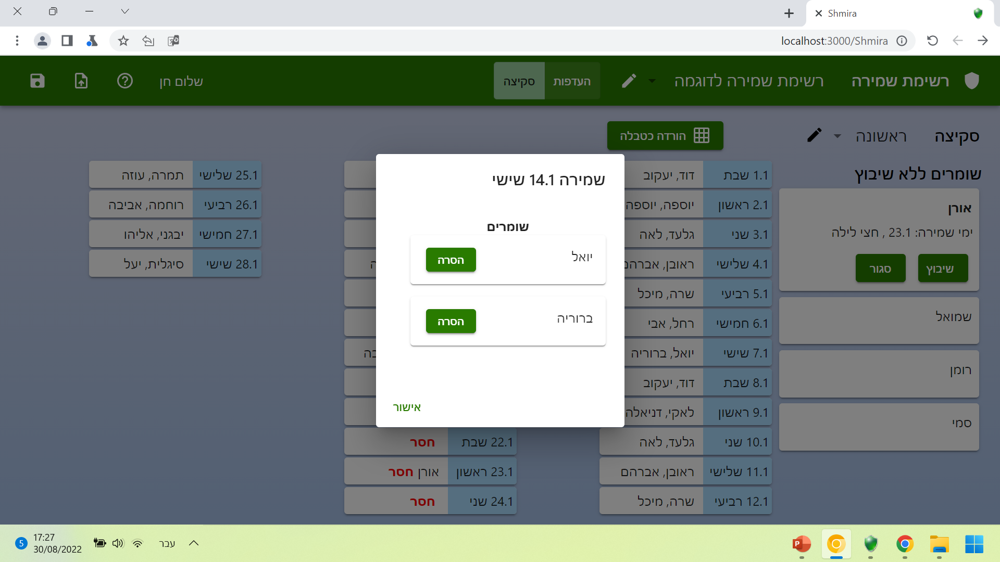 Shmira
localhost:3000/Shmira
רשימת שמירה
רשימת שמירה לדוגמה
העדפות
סקיצה
שלום חן
סקיצה
ראשונה
הורדה כטבלה
שומרים ללא שיבוץ
אורן
ימי שמירה: 23.1 , חצי לילה
שיבוץ
סגור
שמואל
רומן
סמי
1.1 שבת
דוד, יעקוב
2.1 ראשון
יוספה, יוספה
3.1 שני
גלעד, לאה
4.1 שלישי
ראובן, אברהם
5.1 רביעי
שרה, מיכל
6.1 חמישי
רחל, אבי
7.1 שישי
יואל, ברוריה
8.1 שבת
דוד, יעקוב
9.1 ראשון
לאקי, דניאלה
10.1 שני
גלעד, לאה
11.1 שלישי
ראובן, אברהם
12.1 רביעי
שרה, מיכל
שמירה 14.1 שישי
שומרים
יואל
הסרה
ברוריה
הסרה
אישור
22.1 שבת
חסר
23.1 ראשון
אורן חסר
24.1 שני
חסר
25.1 שלישי
תמרה, עוזה
26.1 רביעי
רוחמה, אביבה
27.1 חמישי
יבגני, אליהו
28.1 שישי
סיגלית, יעל
5
17:27
30/08/2022
עבר